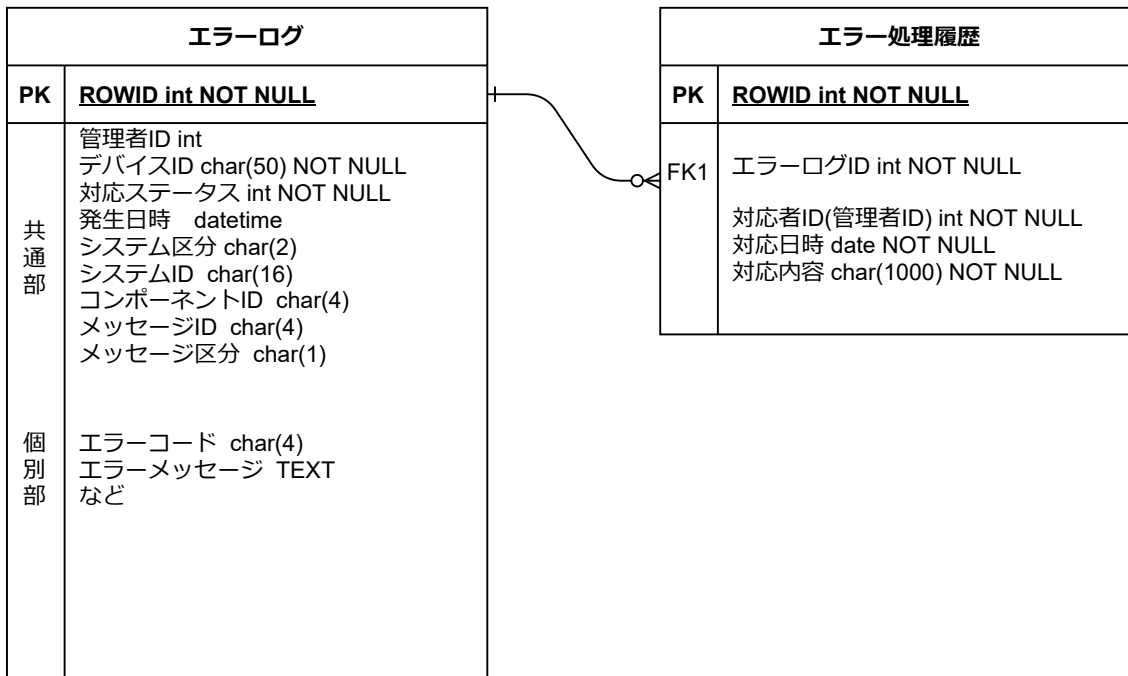 エラーログ
PK ROWID int NOT NULL
共通部
管理者ID int
デバイスID char(50) NOT NULL
対応ステータス int NOT NULL
発生日時　datetime
システム区分 char(2)
システムID  char(16)
コンポーネントID  char(4)
メッセージID  char(4)
メッセージ区分  char(1)
個別部
エラーコード  char(4)
エラーメッセージ  TEXT
など
エラー処理履歴
PK ROWID int NOT NULL
FK1 エラーログID int NOT NULL
対応者ID(管理者ID) int NOT NULL
対応日時 date NOT NULL
対応内容 char(1000) NOT NULL